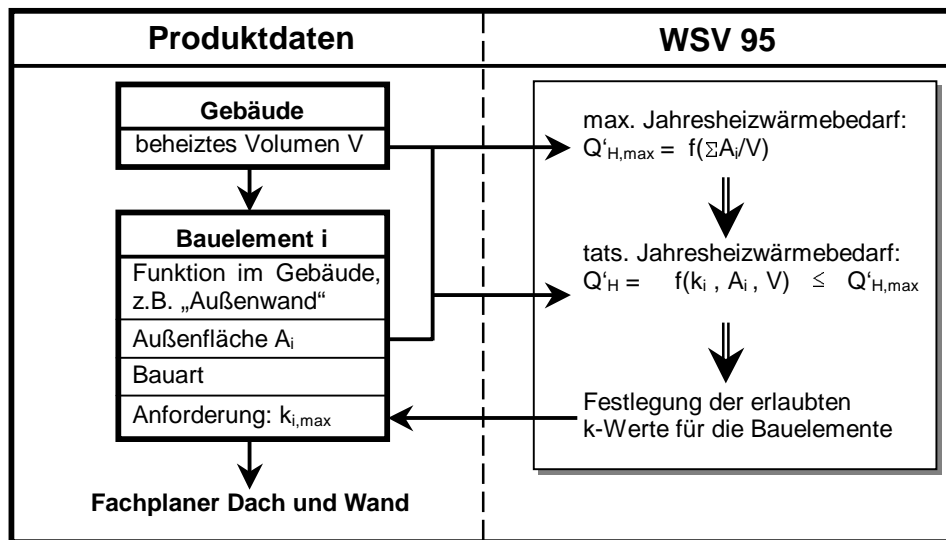 Produktdaten
WSV 95
Gebäude
beheiztes Volumen V
Bauelement i
Funktion im Gebäude,
z.B. „Außenwand“
Außenfläche Ai
Bauart
Anforderung: ki,max
Fachplaner Dach und Wand
max. Jahresheizwärmebedarf:
Q‘H,max = f(ΣAi/V)
tats. Jahresheizwärmebedarf:
Q‘H = f(ki , Ai , V) ≤ Q‘H,max
Festlegung der erlaubten
k-Werte für die Bauelemente